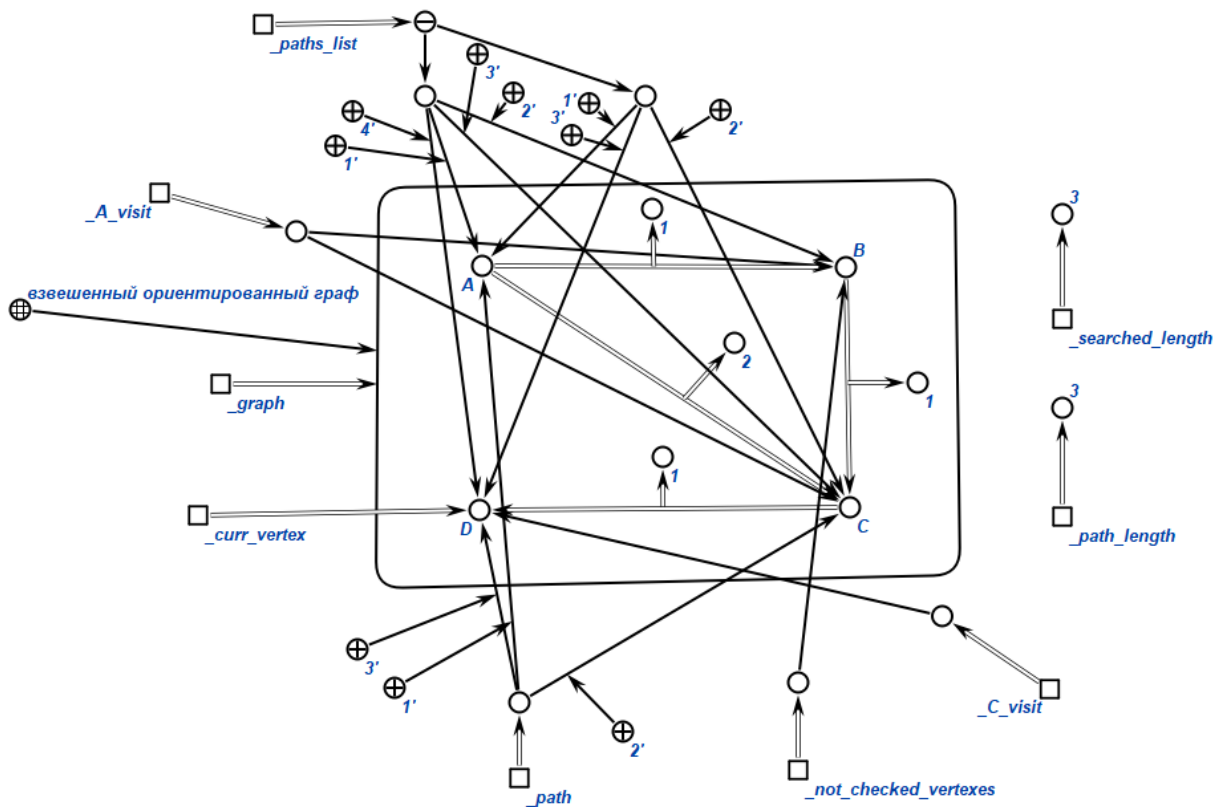 _paths_list
3'
2'
1'
3'
2'
4'
1'
_A_visit
1
3
A
B
взвешенный ориентированный граф
_searched_length
2
_graph
1
3
1
_curr_vertex
D
C
_path_length
3'
1'
2'
_C_visit
_path
_not_checked_vertexes